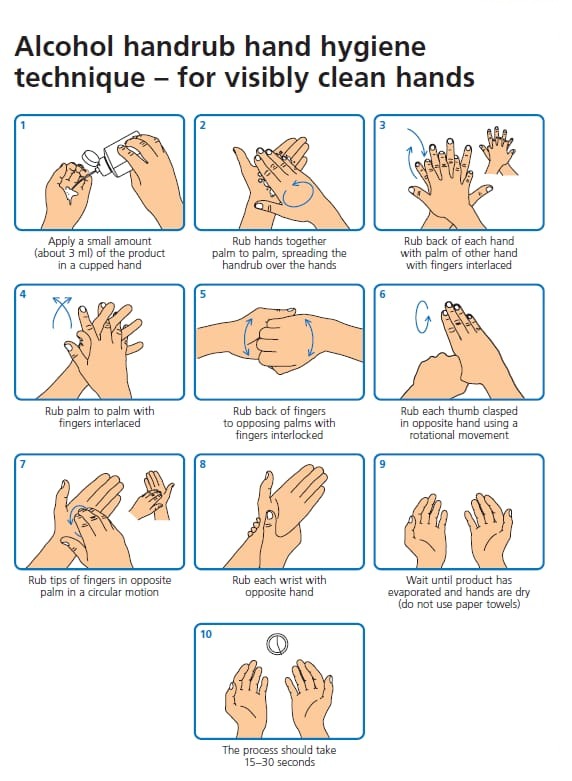 Alcohol handrub hand hygiene
technique – for visibly clean hands
1
Apply a small amount
(about 3 ml) of the product
in a cupped hand
2
Rub hands together
palm to palm, spreading the
handrub over the hands
3
Rub back of each hand
with palm of other hand
with fingers interlaced
4
Rub palm to palm with
fingers interlaced
5
Rub back of fingers
to opposing palms with
fingers interlocked
6
Rub each thumb clasped
in opposite hand using a
rotational movement
7
Rub tips of fingers in opposite
palm in a circular motion
8
Rub each wrist with
opposite hand
9
Wait until product has
evaporated and hands are dry
(do not use paper towels)
10
The process should take
15–30 seconds